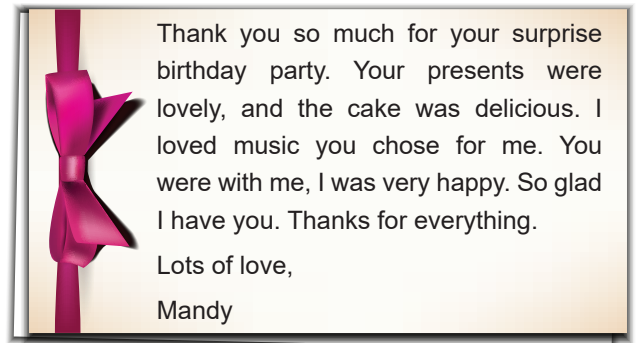 Thank you so much for your surprise
birthday party. Your presents were
lovely, and the cake was delicious. I
loved music you chose for me. You
were with me, I was very happy. So glad
I have you. Thanks for everything.
Lots of love,
Mandy